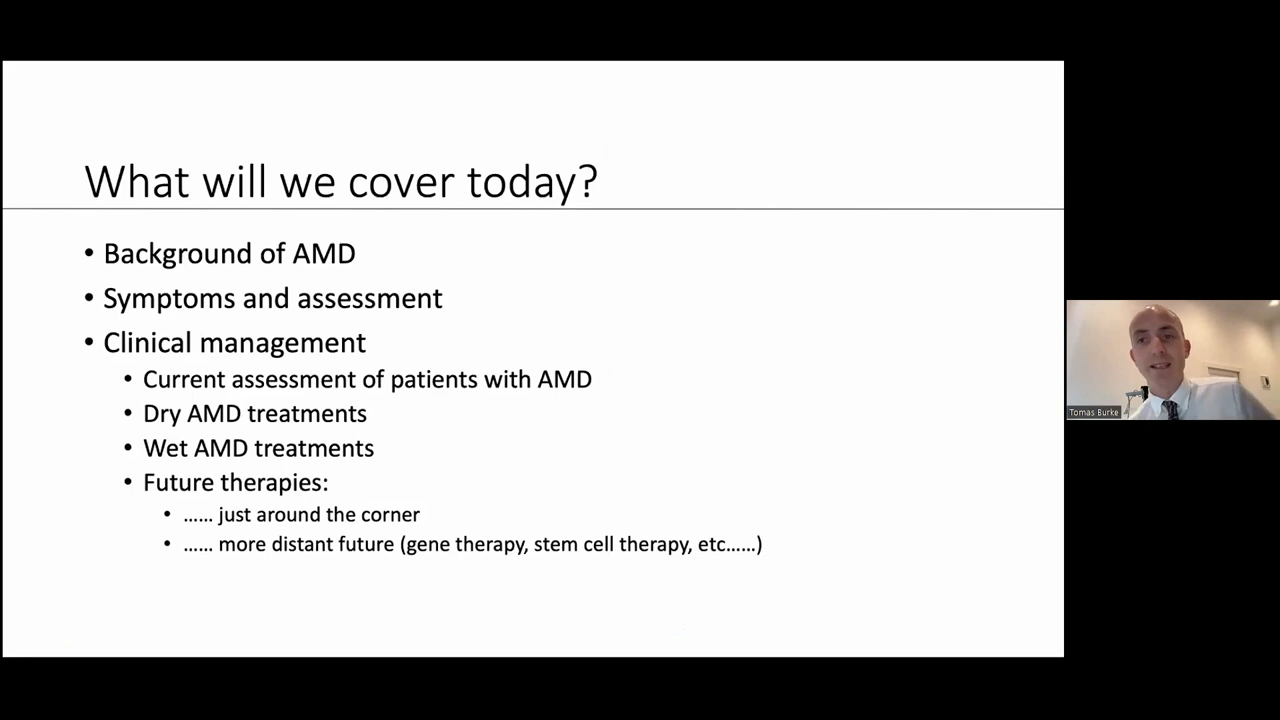 What will we cover today?
• Background of AMD
• Symptoms and assessment
• Clinical management
• Current assessment of patients with AMD
• Dry AMD treatments
• Wet AMD treatments
• Future therapies:
• …… just around the corner
• …… more distant future (gene therapy, stem cell therapy, etc……)
Tomas Burke